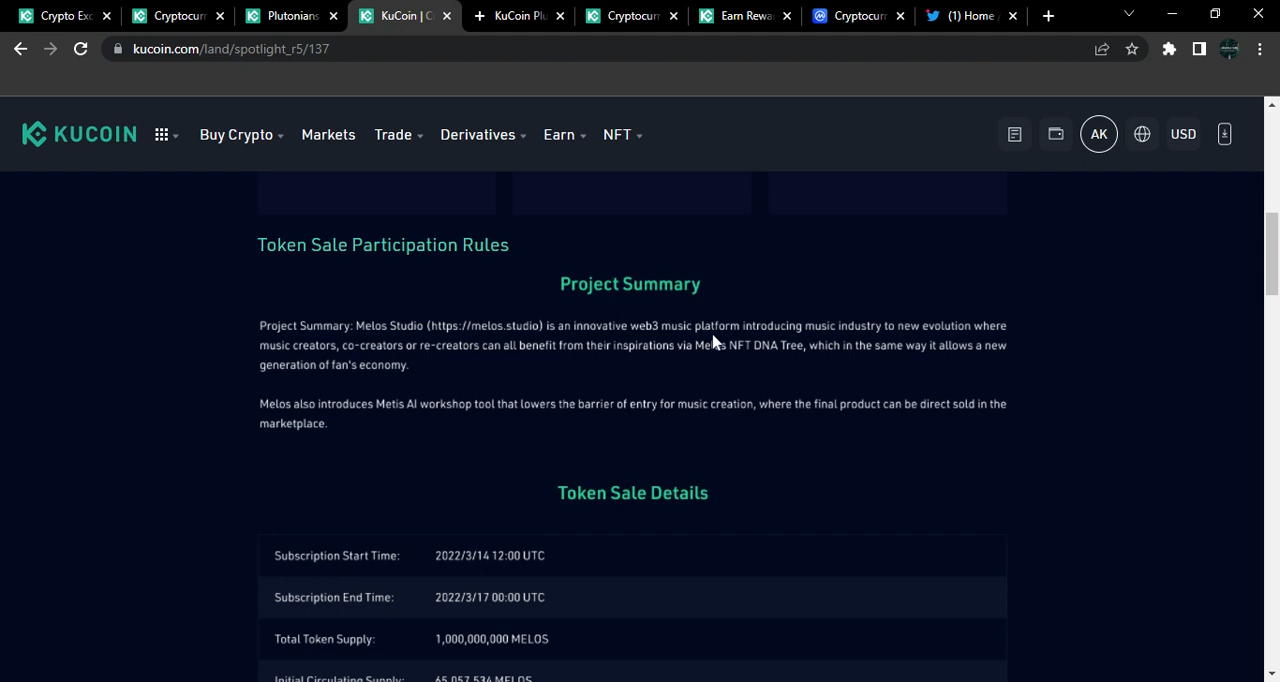 Crypto Exc
Cryptocurr
Plutonians
KuCoin | C
KuCoin Plu
Cryptocurr
Earn Rewa
Cryptocurr
(1) Home /
kucoin.com/land/spotlight_r5/137
KUCOIN
Buy Crypto
Markets
Trade
Derivatives
Earn
NFT
AK
USD
Token Sale Participation Rules
Project Summary
Project Summary: Melos Studio (https://melos.studio) is an innovative web3 music platform introducing music industry to new evolution where
music creators, co-creators or re-creators can all benefit from their inspirations via Melos NFT DNA Tree, which in the same way it allows a new
generation of fan's economy.
Melos also introduces Metis AI workshop tool that lowers the barrier of entry for music creation, where the final product can be direct sold in the
marketplace.
Token Sale Details
Subscription Start Time: 2022/3/14 12:00 UTC
Subscription End Time: 2022/3/17 00:00 UTC
Total Token Supply: 1,000,000,000 MELOS
Initial Circulating Supply: 65,057,534 MELOS